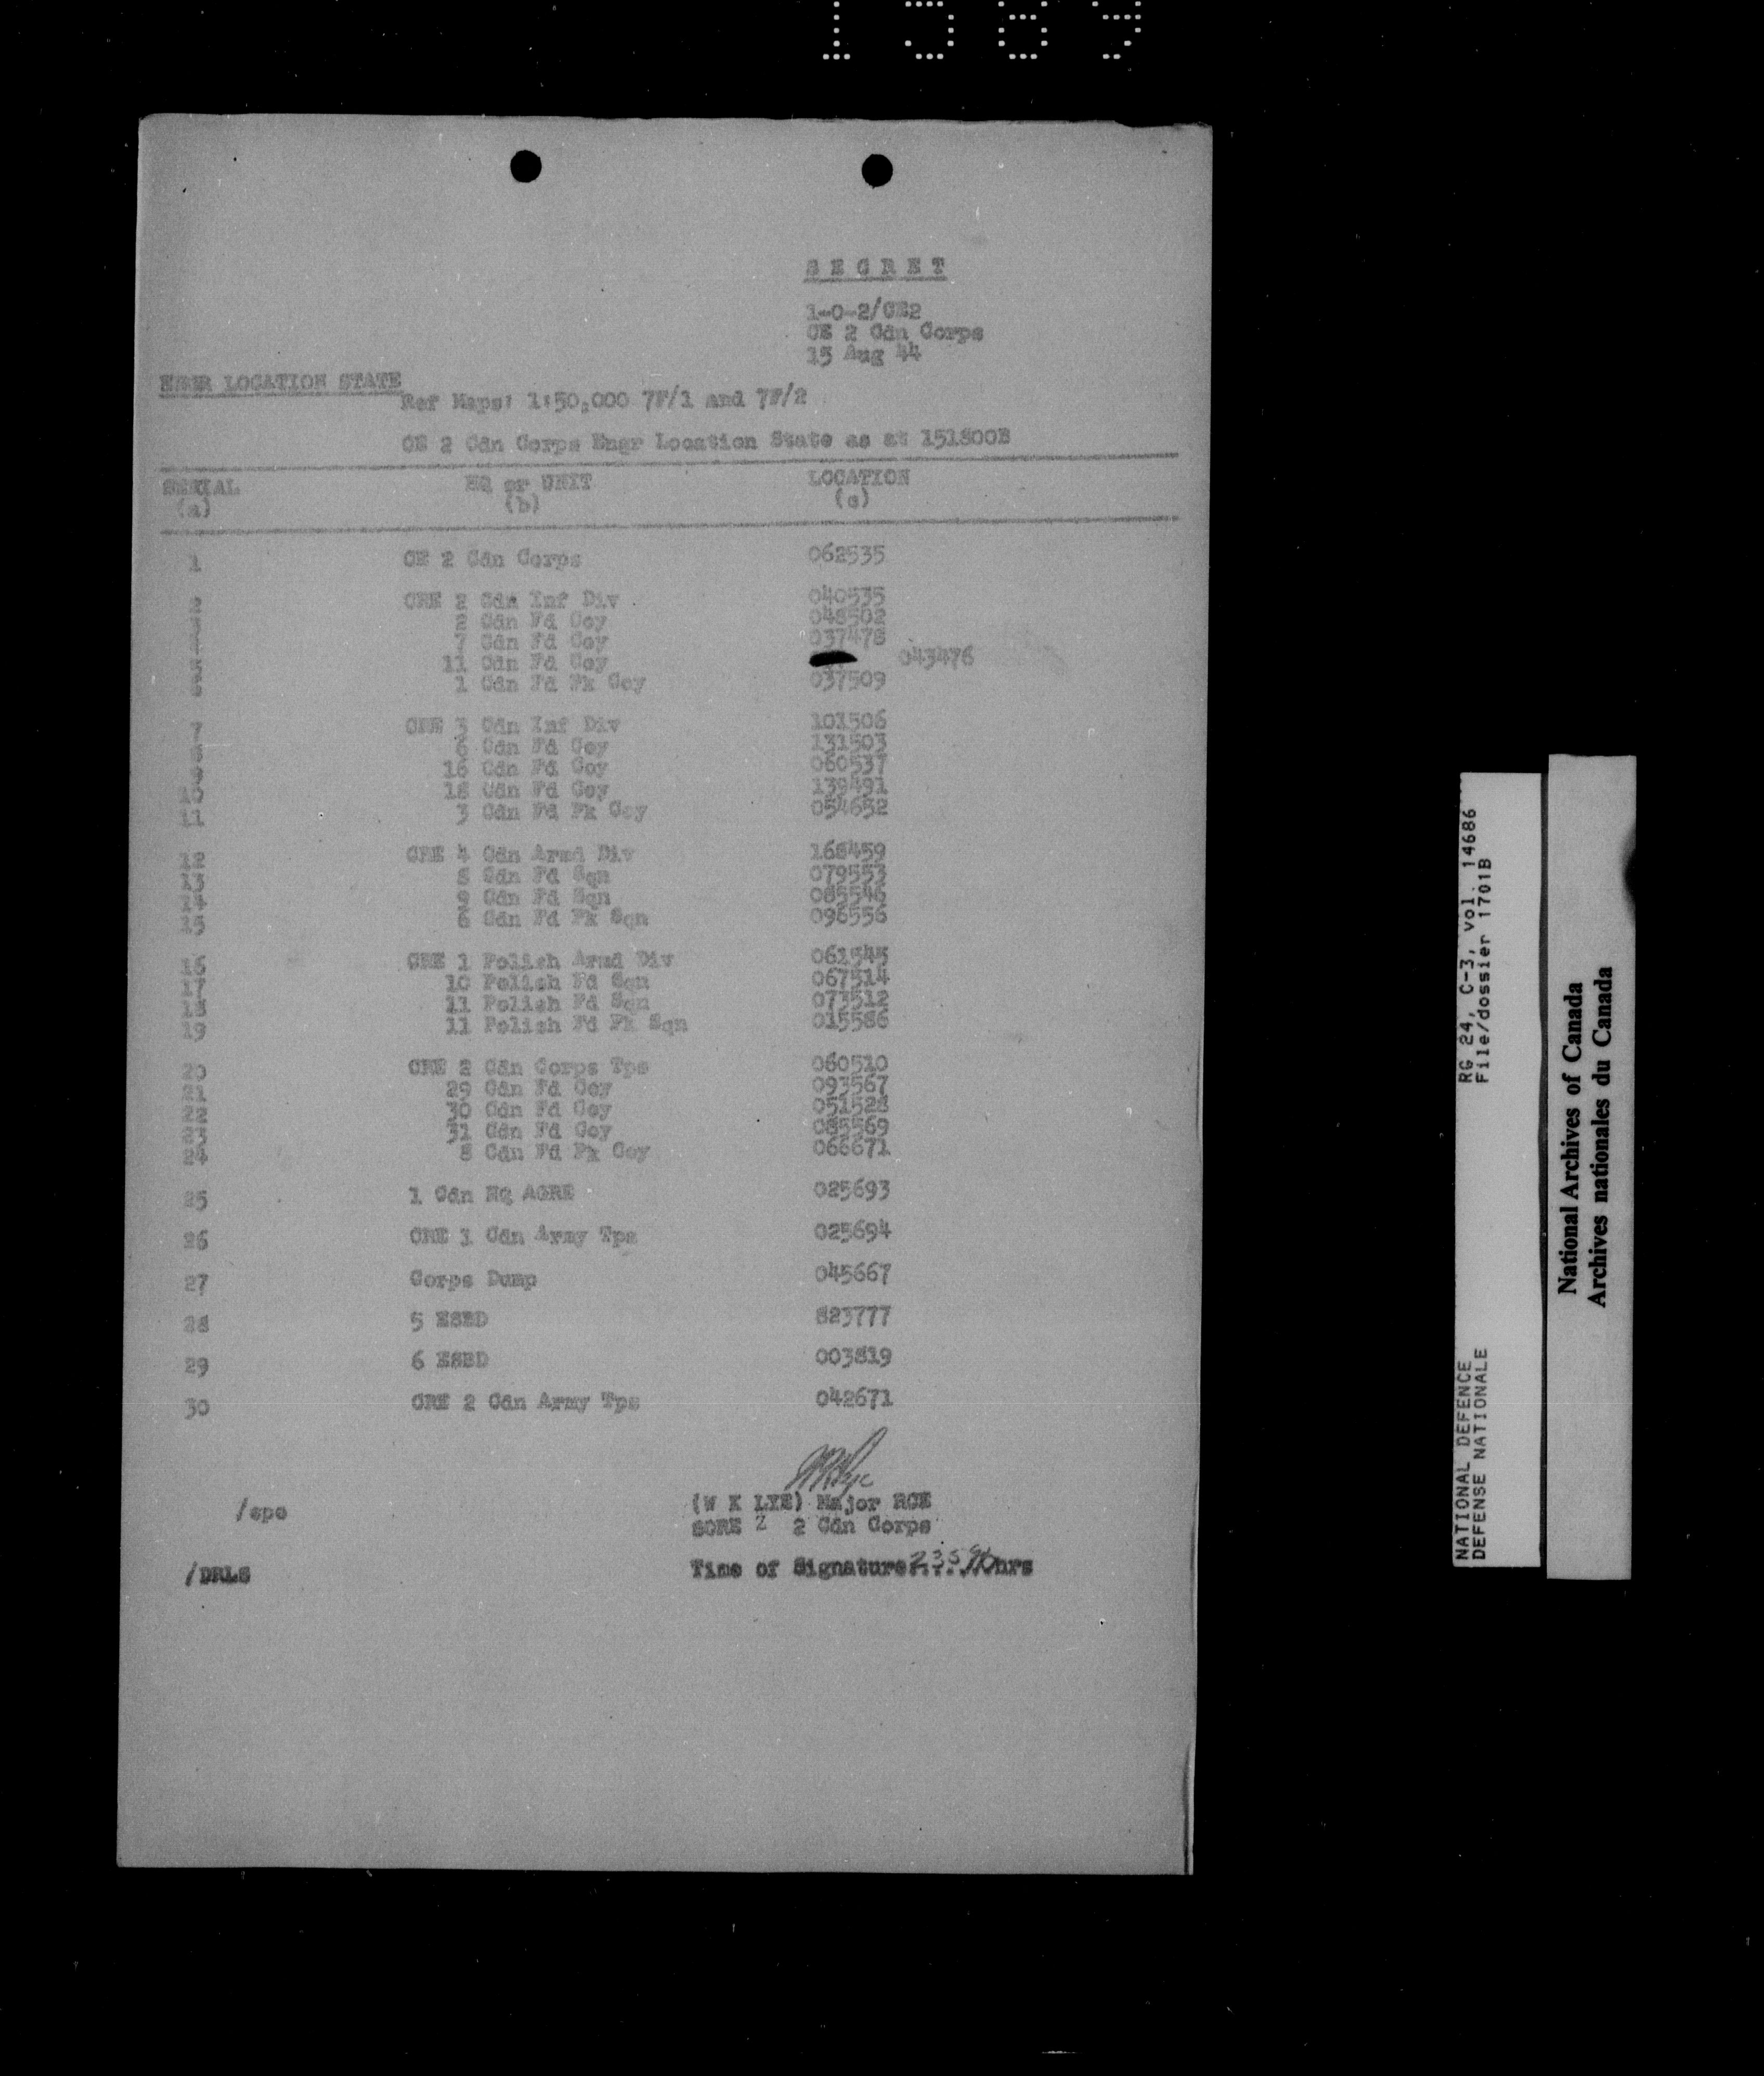 1589
SECRET
1-0-2/CE2
CE 2 Cdn Corps
15 Aug 44
ENGR LOCATION STATE
Ref Maps: 1:50,000 7F/1 and 7F/2
CE 2 Cdn Corps Engr Location State as at 151800B
SERIAL HQ or UNIT LOCATION
(a) (b) (c)
1 CE 2 Cdn Corps 062535
2 CRE 2 Cdn Inf Div 040535
3 2 Cdn Fd Coy 048502
4 7 Cdn Fd Coy 037478
5 11 Cdn Fd Coy 043476
6 1 Cdn Fd Pk Coy 037509
7 CRE 3 Cdn Inf Div 101506
8 6 Cdn Fd Coy 131503
9 16 Cdn Fd Coy 060537
10 18 Cdn Fd Coy 139491
11 3 Cdn Fd Pk Coy 054652
12 CRE 4 Cdn Armd Div 168459
13 8 Cdn Fd Sqn 079553
14 9 Cdn Fd Sqn 085546
15 6 Cdn Fd Pk Sqn 096556
16 CRE 1 Polish Armd Div 061545
17 10 Polish Fd Sqn 067514
18 11 Polish Fd Sqn 073512
19 11 Polish Fd Pk Sqn 015586
20 CRE 2 Cdn Corps Tps 060510
21 29 Cdn Fd Coy 093567
22 30 Cdn Fd Coy 051528
23 31 Cdn Fd Coy 085569
24 8 Cdn Fd Pk Coy 066671
25 1 Cdn HQ AGRE 025693
26 CRE 1 Cdn Army Tps 025694
27 Corps Dump 045667
28 5 ESBD 823777
29 6 ESBD 003819
30 CRE 2 Cdn Army Tps 042671
(W K LYE) Major RCE
/spc
SORE 2 2 Cdn Corps
Time of Signature hrs
/DRLS
NATIONAL DEFENCE RG 24, C-3, vol. 14686
DEFENSE NATIONALE File/dossier 1701B
National Archives of Canada
Archives nationales du Canada